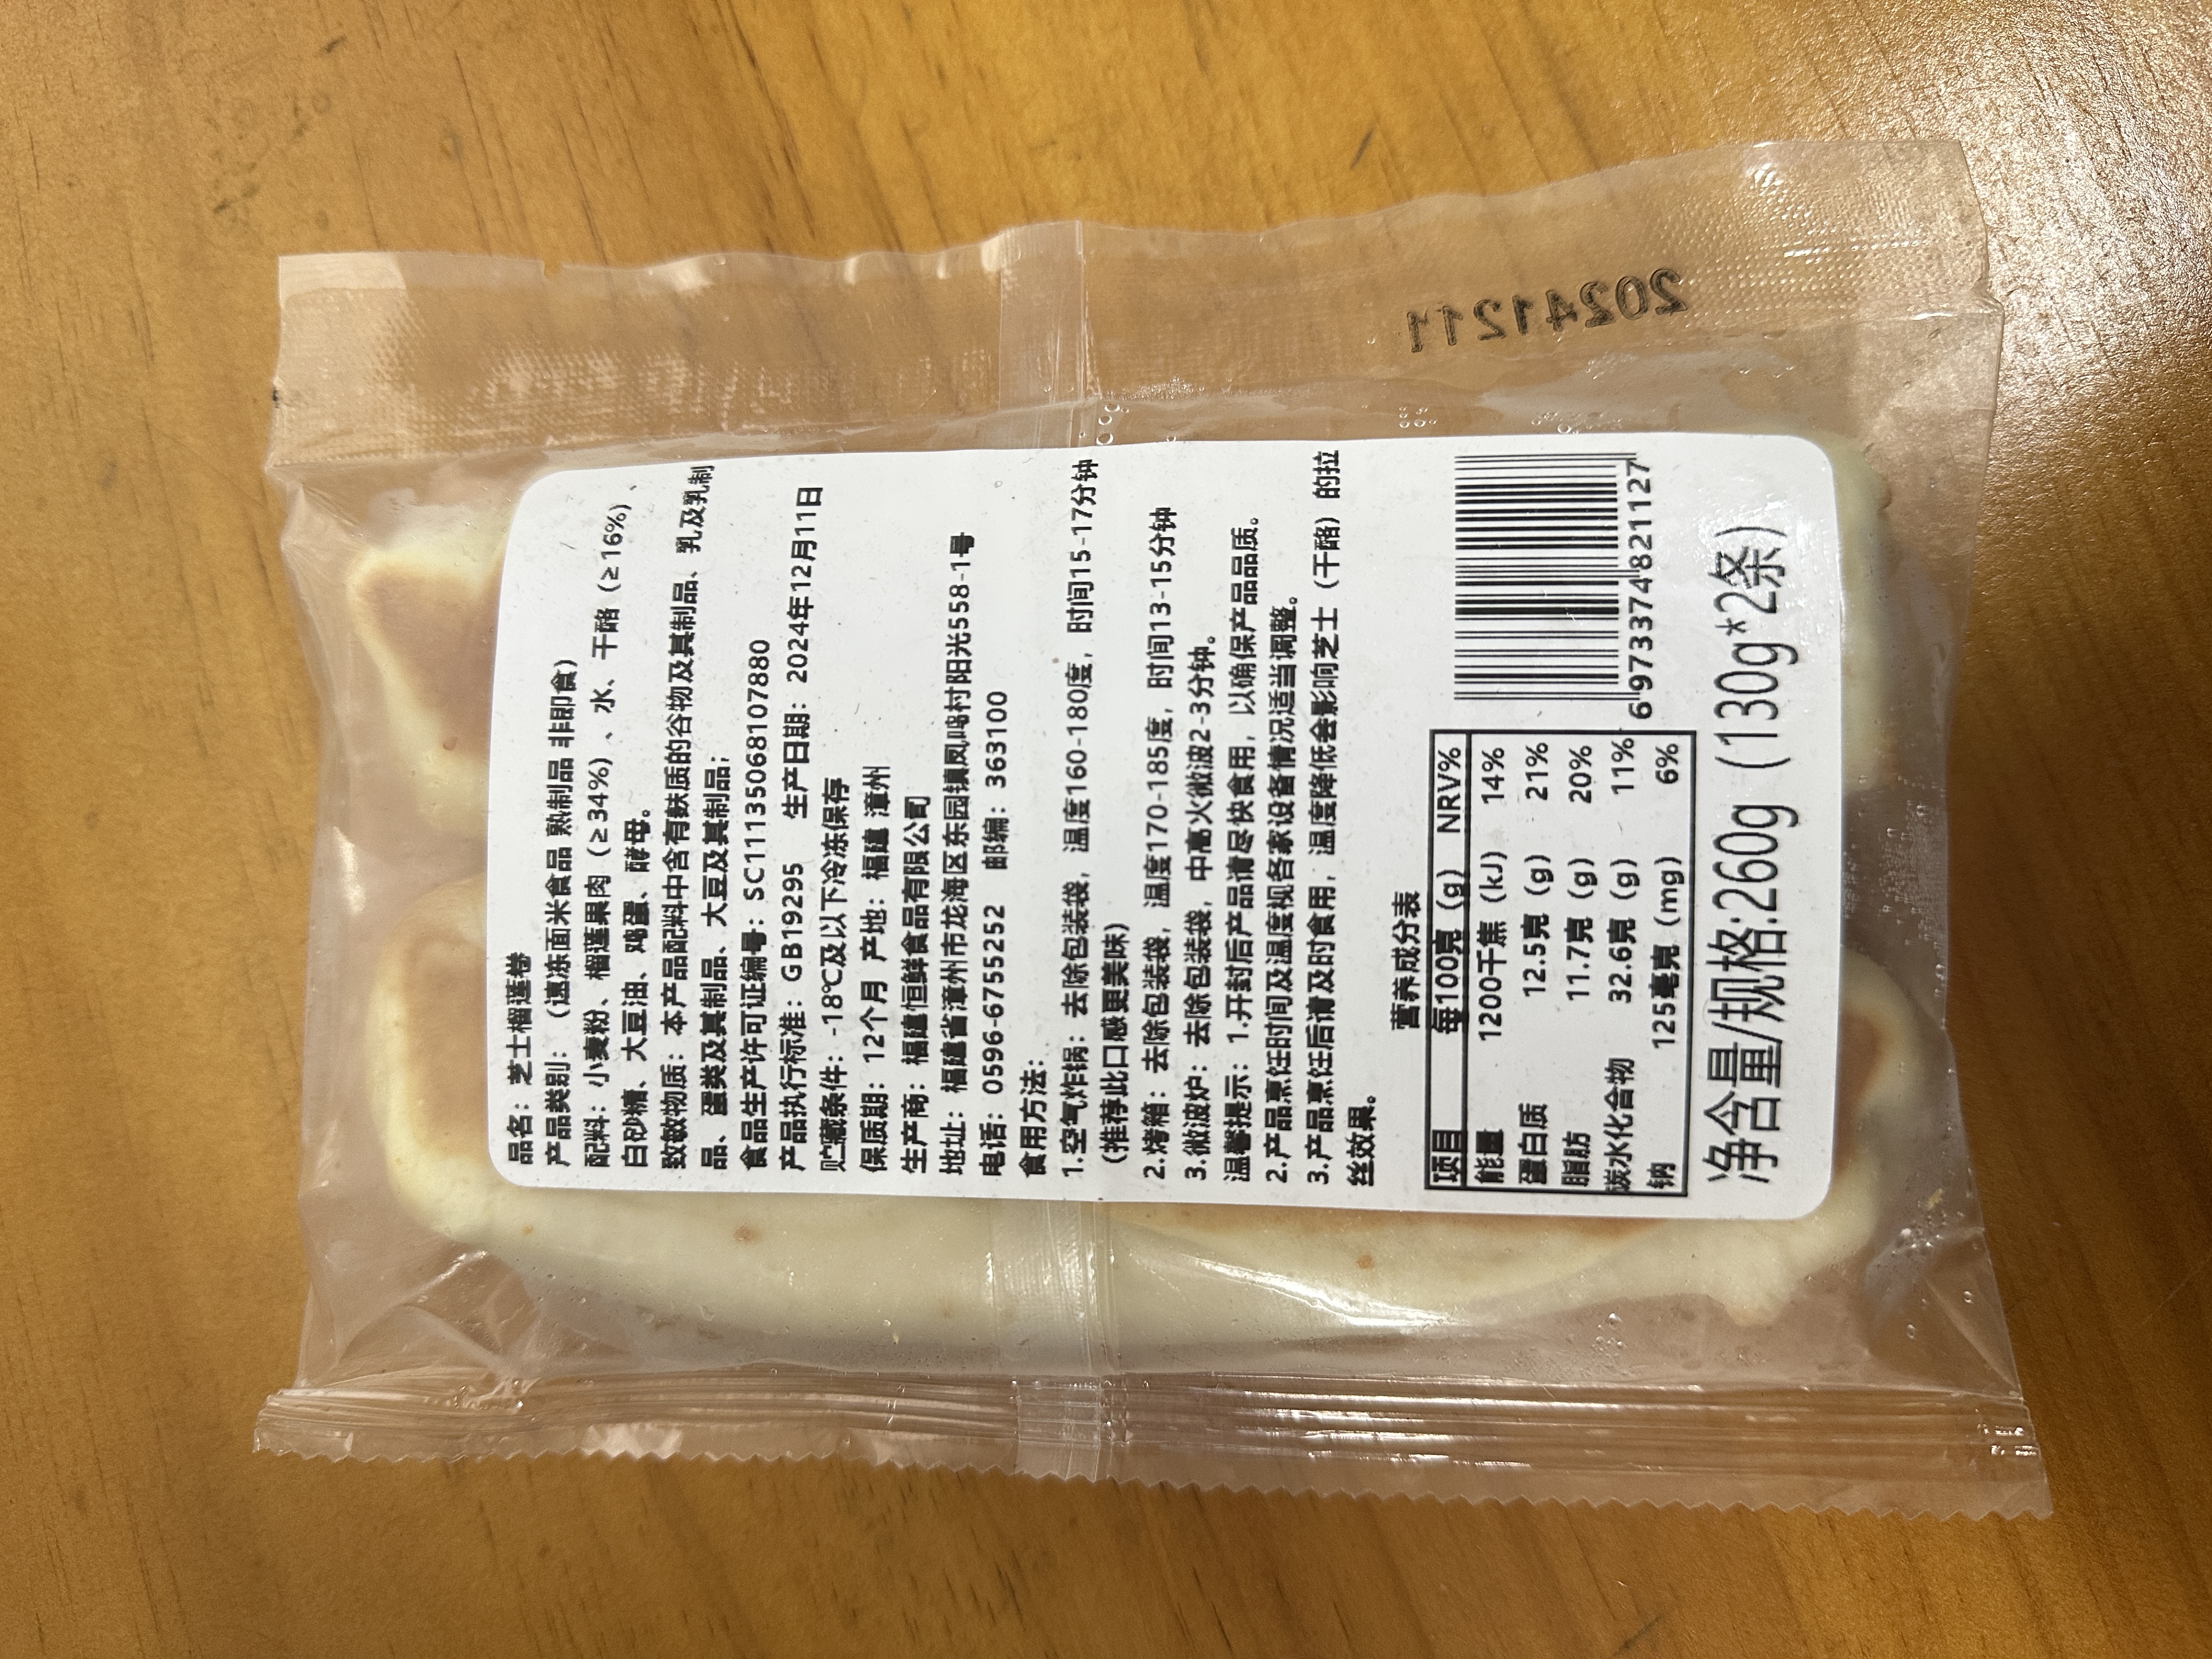 品名：芝士榴莲卷
产品类别：（速冻面米食品 熟制品 非即食）
配料：小麦粉、榴莲果肉（≥34%）、水、干酪（≥16%）、
白砂糖、大豆油、鸡蛋、酵母。
致敏物质：本产品配料中含有麸质的谷物及其制品、乳及乳制
品、蛋类及其制品、大豆及其制品；
食品生产许可证编号：SC11135068107880
产品执行标准：GB19295 生产日期：2024年12月11日
贮藏条件：-18℃及以下冷冻保存
保质期：12个月 产地：福建 漳州
生产商：福建恒鲜食品有限公司
地址：福建省漳州市龙海区东园镇凤鸣村阳光558-1号
电话：0596-6755252 邮编：363100
食用方法：
1.空气炸锅：去除包装袋，温度160-180度，时间15-17分钟
（推荐此口感更美味）
2.烤箱：去除包装袋，温度170-185度，时间13-15分钟
3.微波炉：去除包装袋，中高火微波2-3分钟。
温馨提示：1.开封后产品请尽快食用，以确保产品品质。
2.产品烹饪时间及温度视各家设备情况适当调整。
3.产品烹饪后请及时食用，温度降低会影响芝士（干酪）的拉
丝效果。
营养成分表
项目 每100克（g） NRV%
能量 1200千焦（kJ） 14%
蛋白质 12.5克（g） 21%
脂肪 11.7克（g） 20%
碳水化合物 32.6克（g） 11%
钠 125毫克（mg） 6%
6973374821127
净含量/规格:260g（130g*2条）
20241211